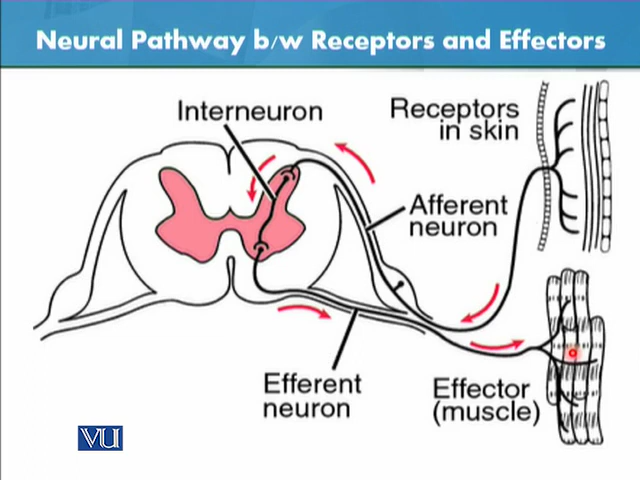 Neural Pathway b/w Receptors and Effectors
Interneuron
Receptors
in skin
Afferent
neuron
Efferent
neuron
Effector
(muscle)
VU